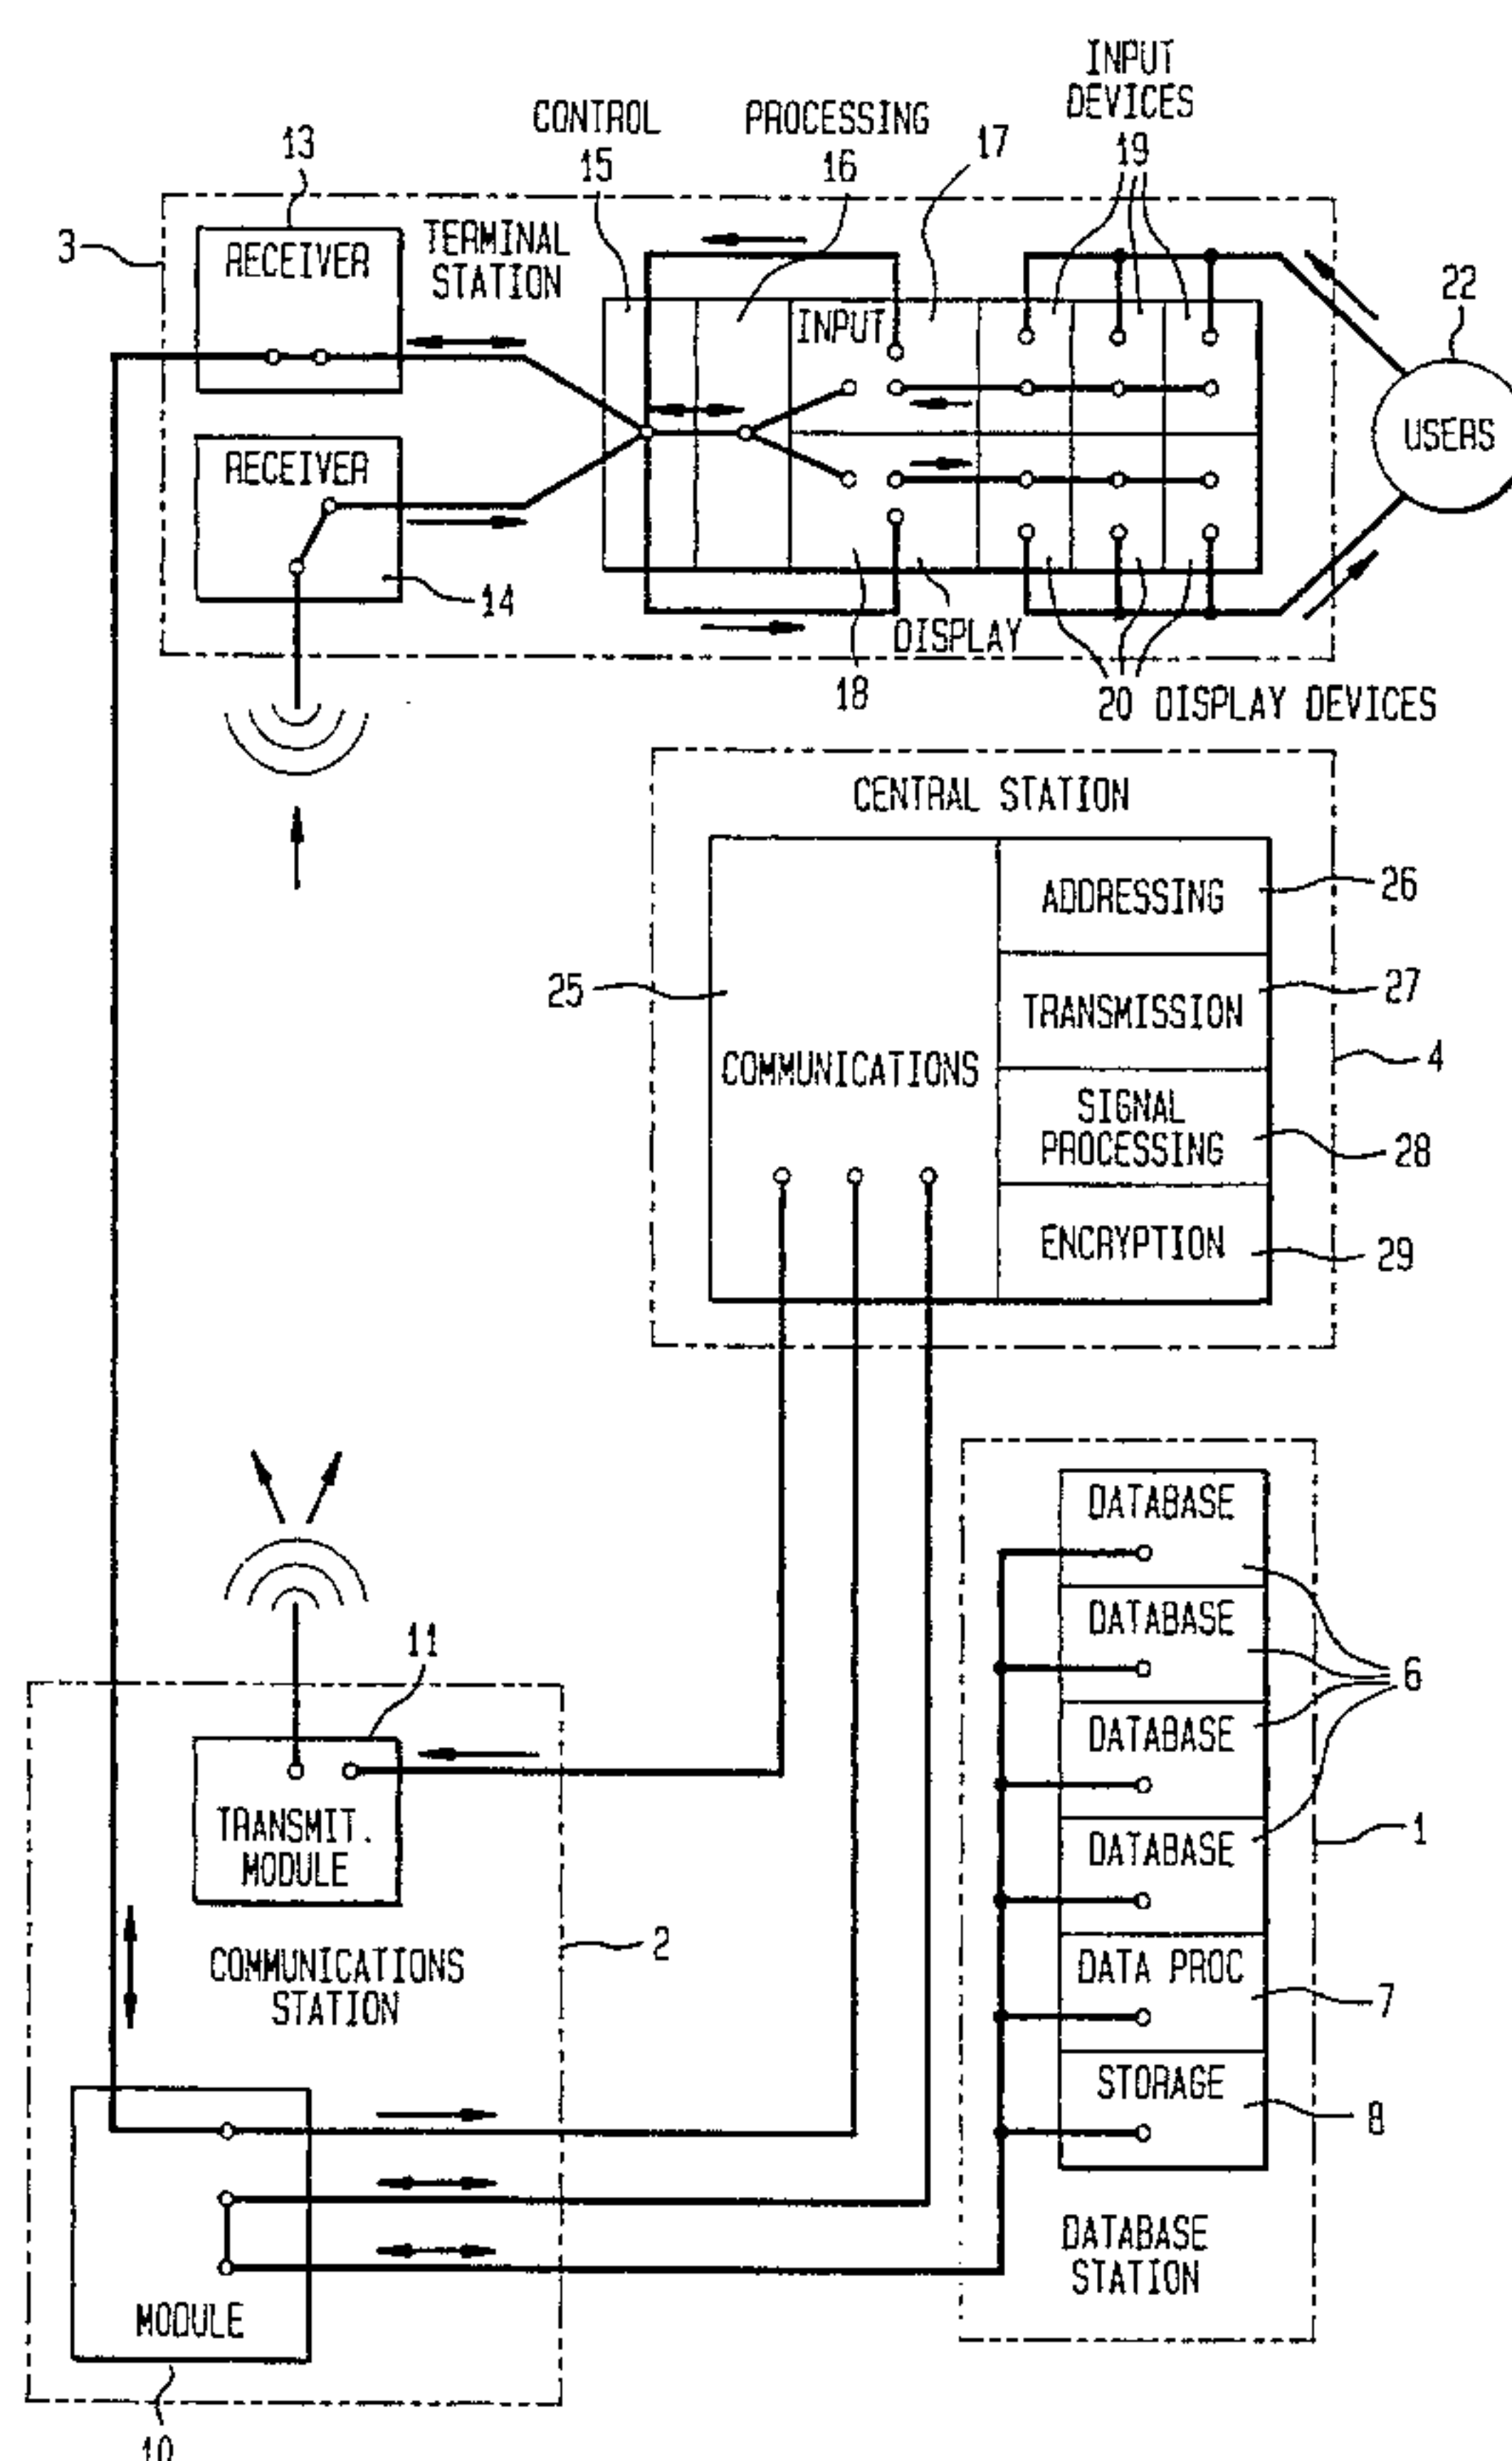 INPUT
DEVICES
19
CONTROL
15
PROCESSING
16
17
13
3
RECEIVER
TERMINAL
STATION
INPUT
22
USERS
RECEIVER
14
DISPLAY
18
20 DISPLAY DEVICES
CENTRAL STATION
ADDRESSING
26
25
TRANSMISSION
27
COMMUNICATIONS
4
SIGNAL
PROCESSING
28
ENCRYPTION
29
DATABASE
DATABASE
6
11
DATABASE
TRANSMIT.
MODULE
DATABASE
1
2
COMMUNICATIONS
STATION
DATA PROC
7
STORAGE
8
DATABASE
STATION
MODULE
10